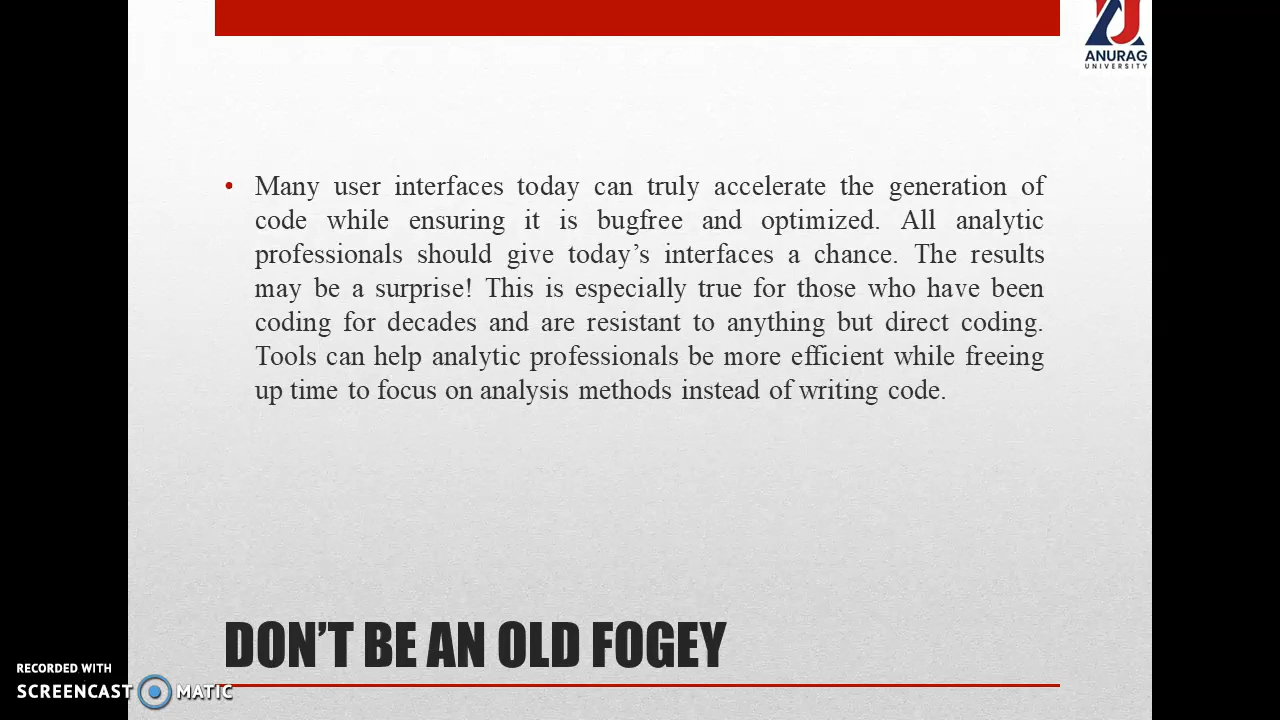 ANURAG
UNIVERSITY
• Many user interfaces today can truly accelerate the generation of
code while ensuring it is bugfree and optimized. All analytic
professionals should give today’s interfaces a chance. The results
may be a surprise! This is especially true for those who have been
coding for decades and are resistant to anything but direct coding.
Tools can help analytic professionals be more efficient while freeing
up time to focus on analysis methods instead of writing code.
DON’T BE AN OLD FOGEY
RECORDED WITH
SCREENCAST MATIC